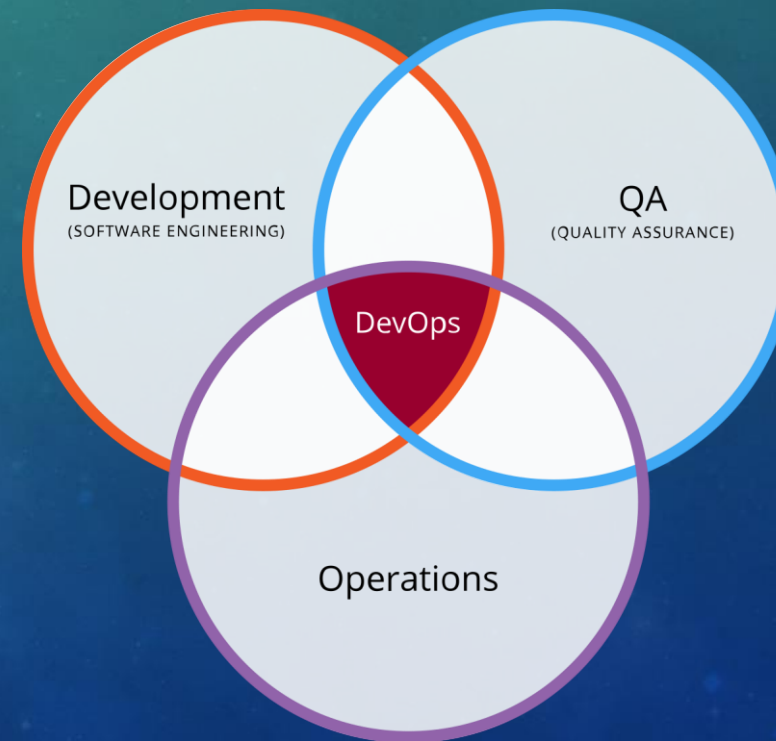 Development
(SOFTWARE ENGINEERING)
QA
(QUALITY ASSURANCE)
DevOps
Operations